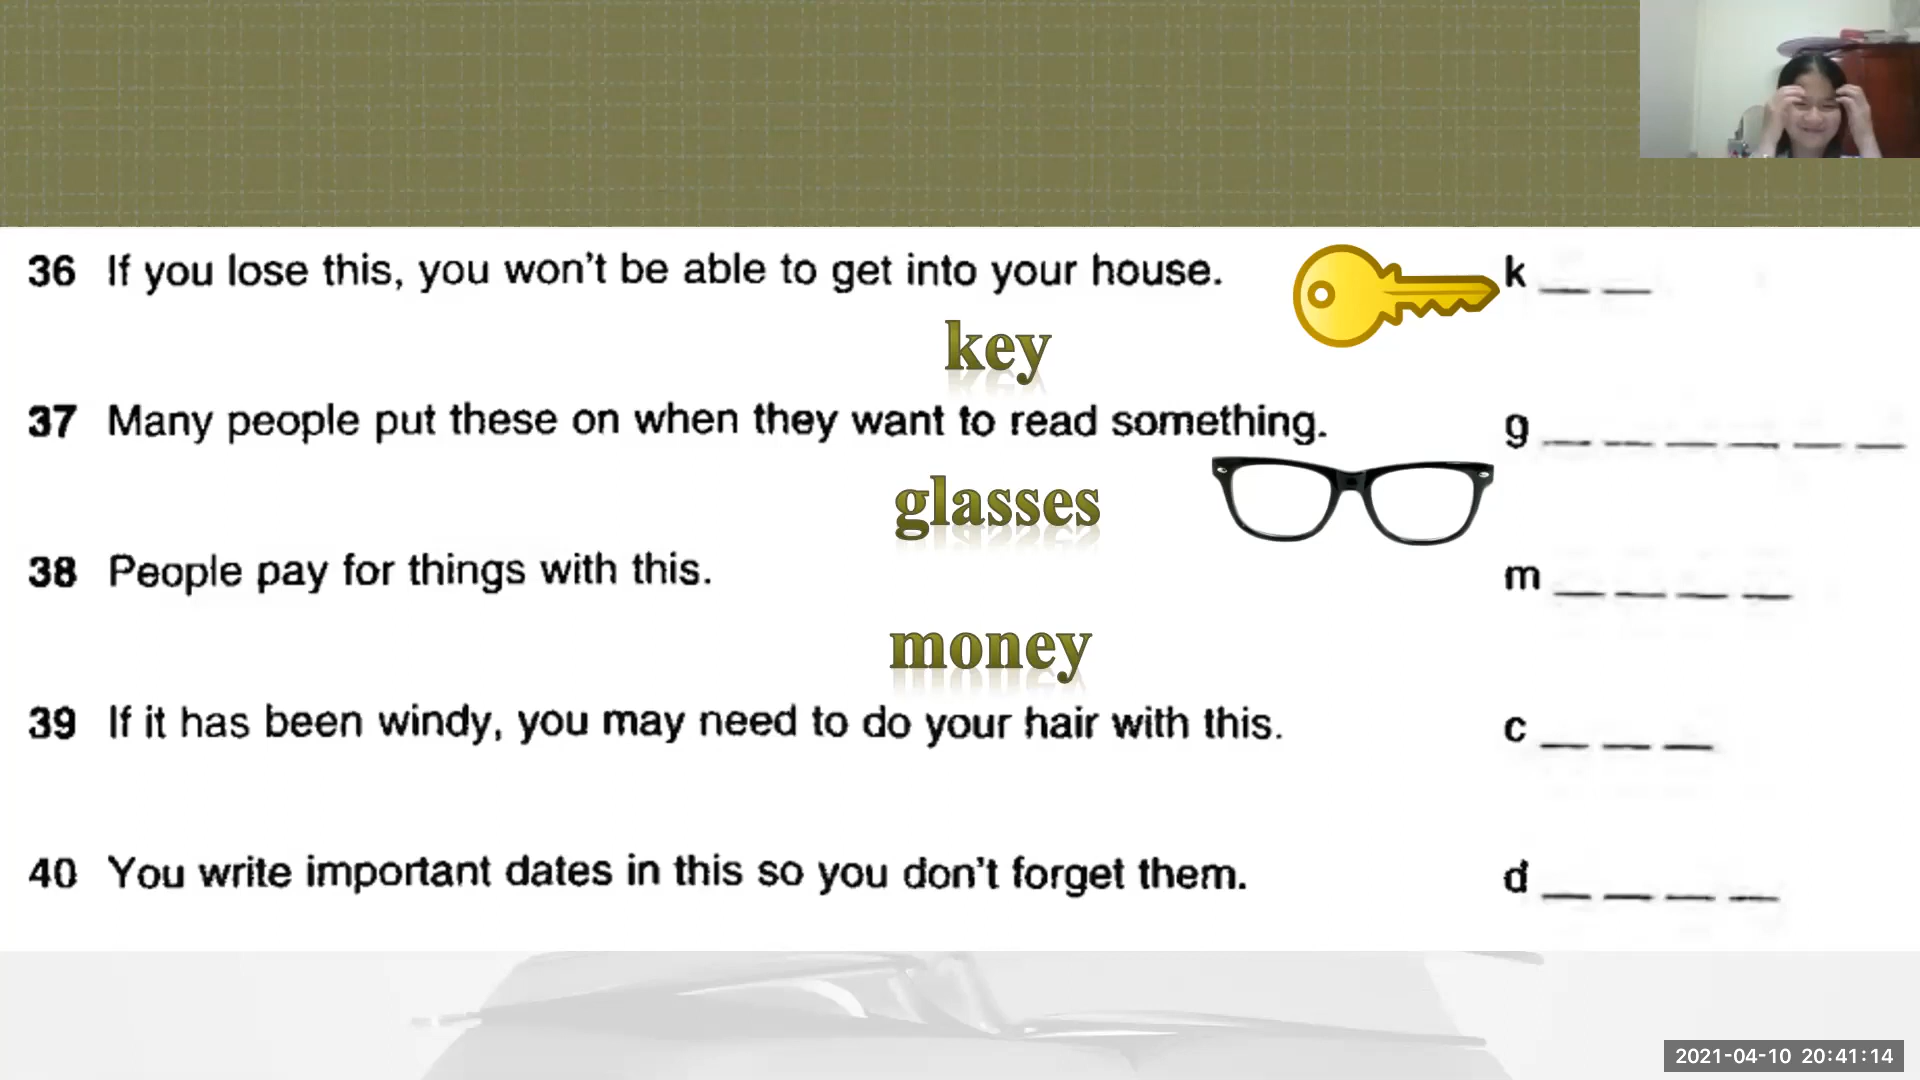 36 If you lose this, you won't be able to get into your house. k _ _
key
37 Many people put these on when they want to read something. g _ _ _ _ _ _
glasses
38 People pay for things with this. m _ _ _ _
money
39 If it has been windy, you may need to do your hair with this. c _ _ _
40 You write important dates in this so you don't forget them. d _ _ _ _
2021-04-10 20:41:14